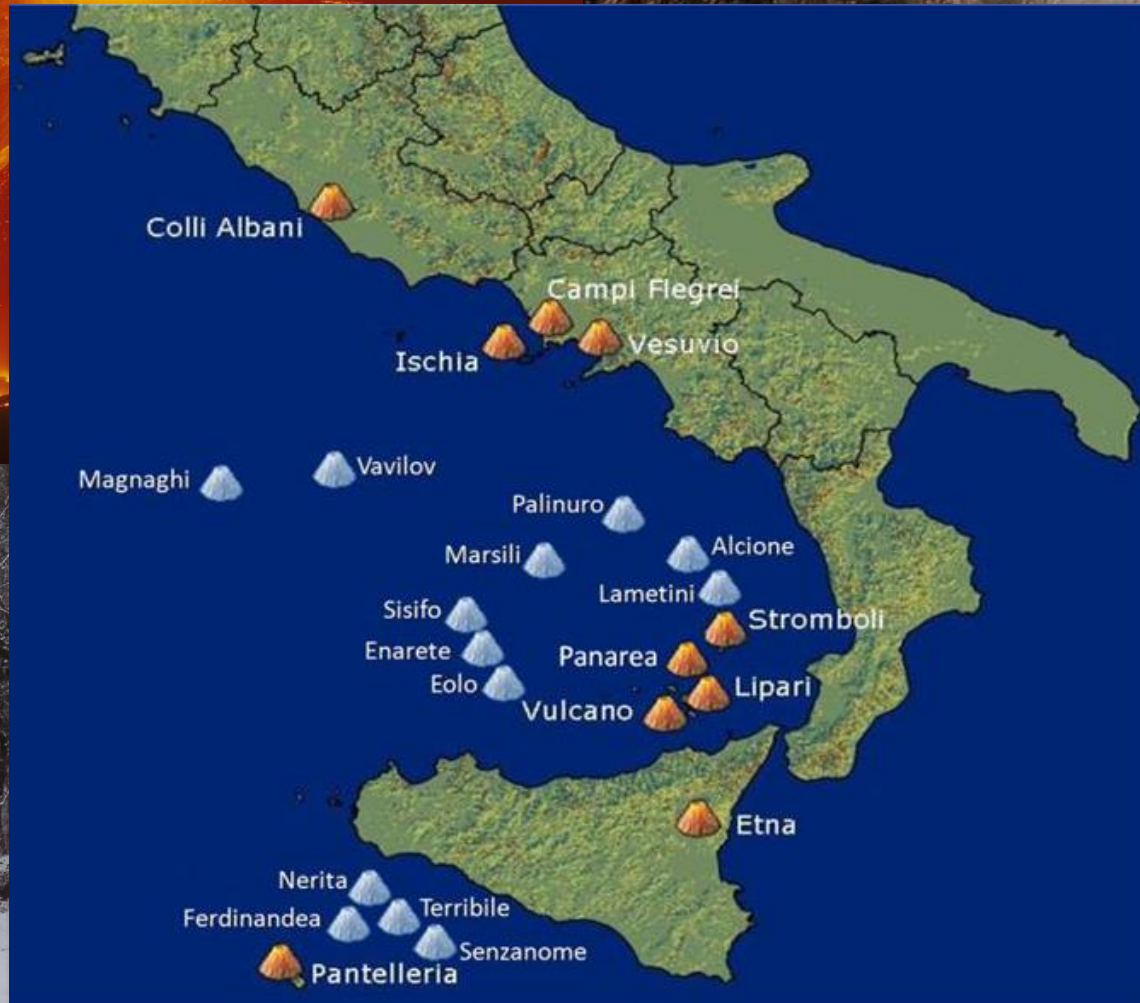 Colli Albani
Campi Flegrei
Vesuvio
Ischia
Vavilov
Magnaghi
Palinuro
Alcione
Marsili
Lametini
Sisifo
Stromboli
Enarete
Panarea
Eolo
Lipari
Vulcano
Etna
Nerita
Terribile
Ferdinandea
Senzanome
Pantelleria